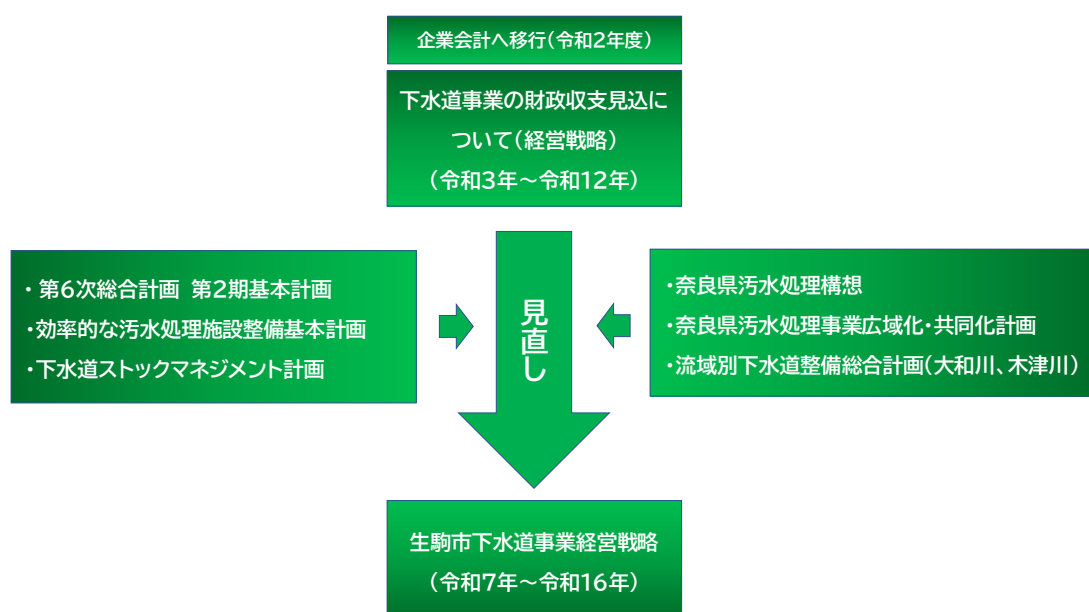 企業会計へ移行(令和2年度)
下水道事業の財政収支見込に
ついて(経営戦略)
(令和3年～令和12年)
・ 第6次総合計画 第2期基本計画
・効率的な汚水処理施設整備基本計画
・下水道ストックマネジメント計画
見直し
・奈良県汚水処理構想
・奈良県汚水処理事業広域化・共同化計画
・流域別下水道整備総合計画(大和川、木津川)
生駒市下水道事業経営戦略
(令和7年～令和16年)